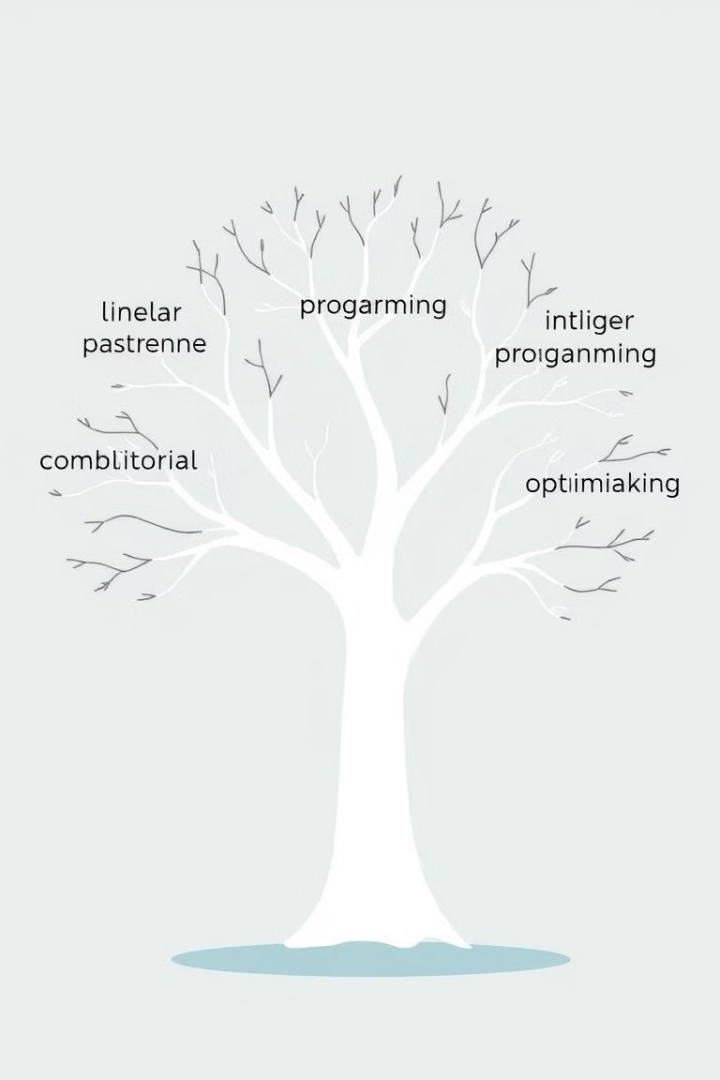 linelar
pastrenne
progarming
intliger
proıganming
comblitorial
optiimiaking